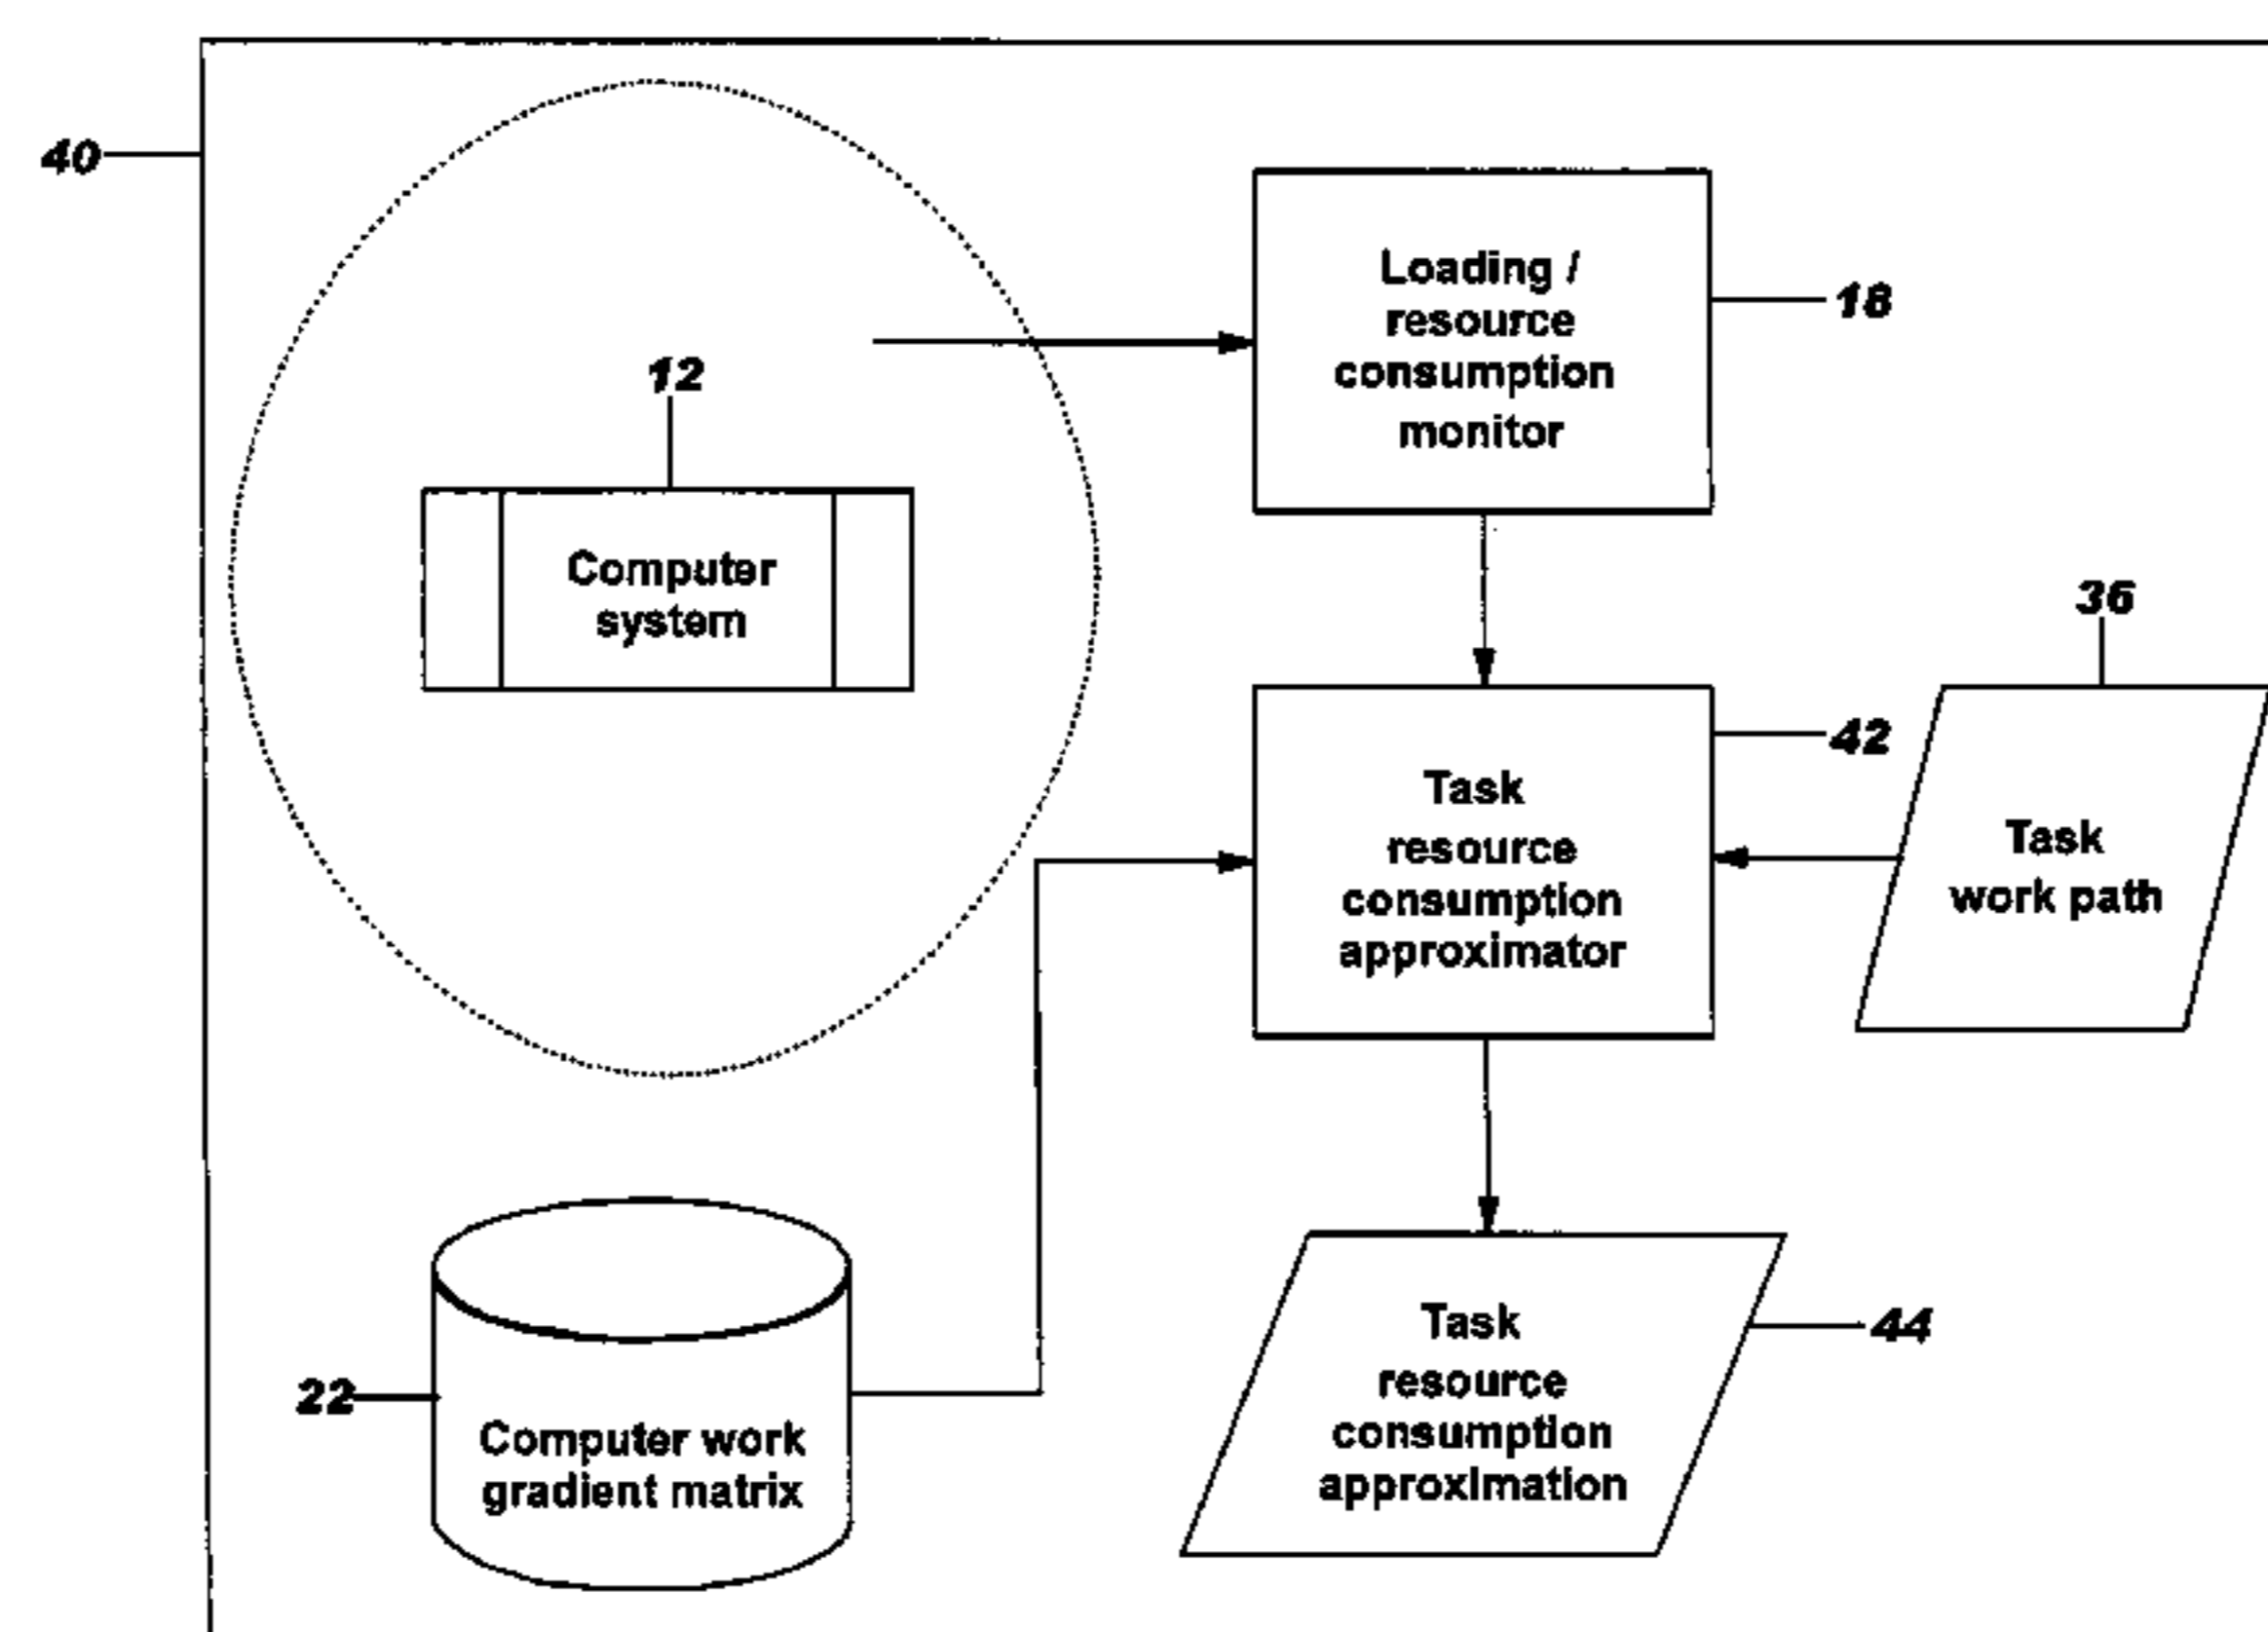 40
12
Computer
system
Loading /
resource
consumption
monitor
18
36
Task
resource
consumption
approximator
42
Task
work path
22
Computer work
gradient matrix
Task
resource
consumption
approximation
44